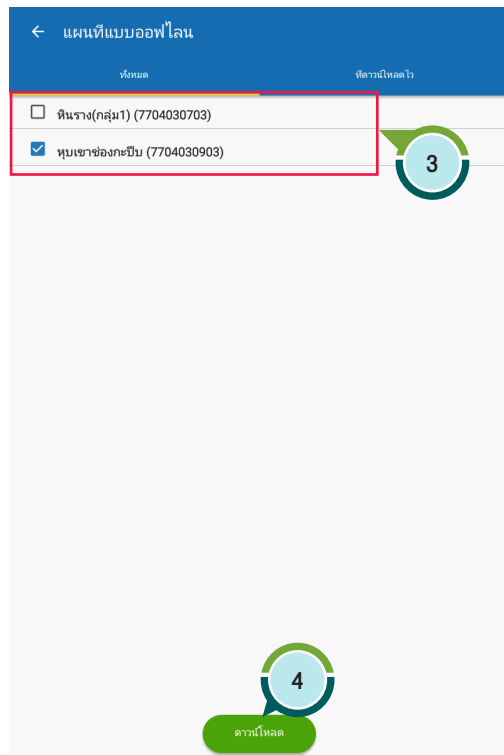 แผนที่แบบออฟไลน
ทั้งหมด
ที่ดาวน์ไหลดไว
หินราง(กลุ่ม1) (7704030703)
หุบเขาช่องกะปีบ (7704030903)
3
4
ดาวน์โหลด